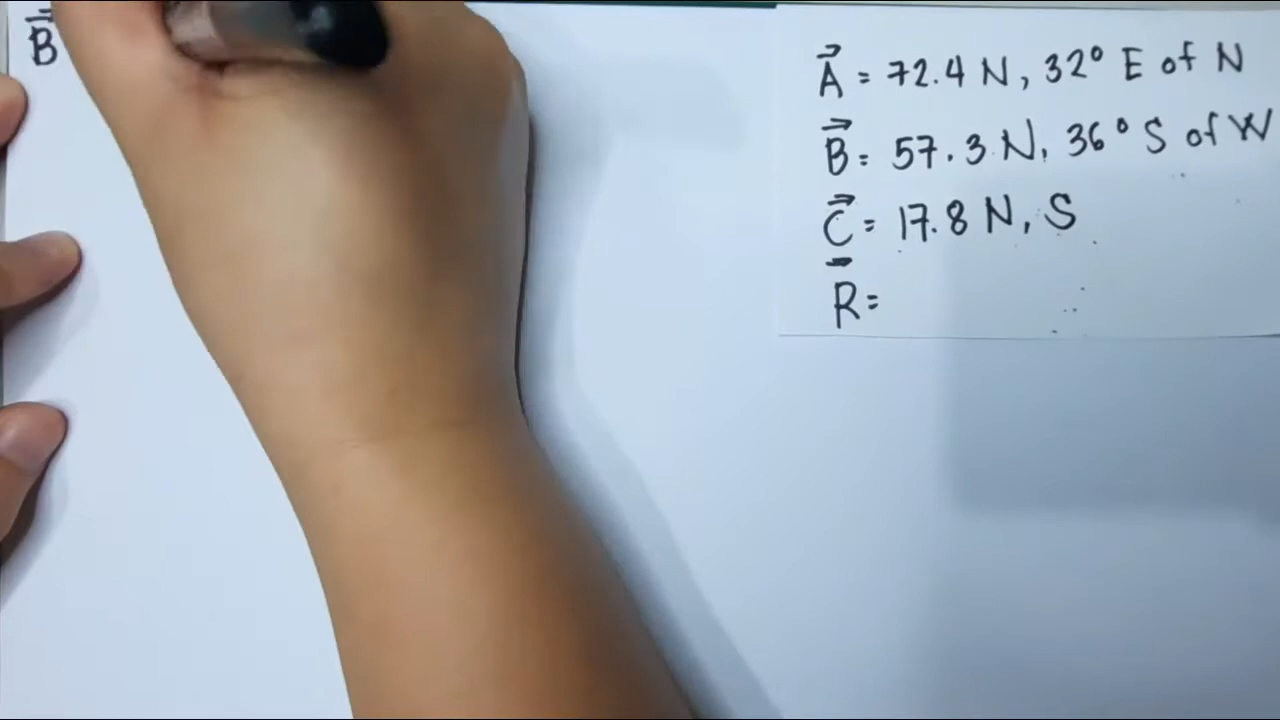 B⃗
A⃗ = 72.4 N, 32° E of N
B⃗ = 57.3 N, 36° S of W
C⃗ = 17.8 N, S
R⃗ =